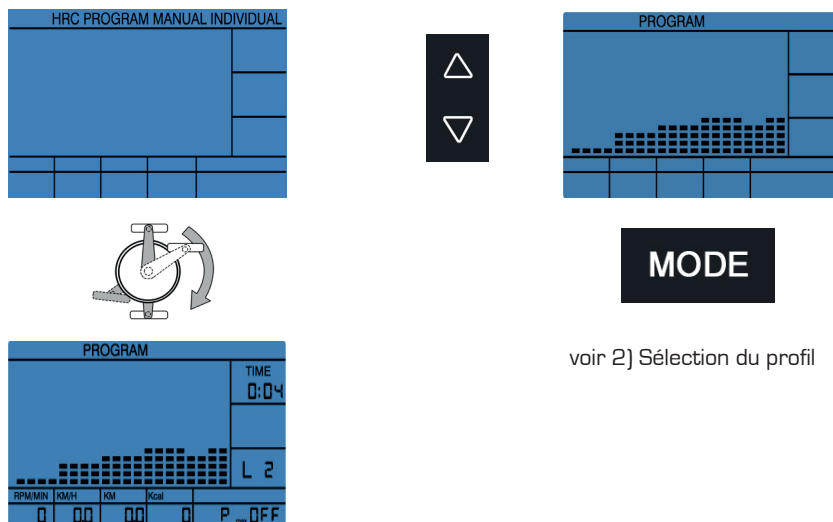 HRC PROGRAM MANUAL INDIVIDUAL
PROGRAM
MODE
voir 2) Sélection du profil
PROGRAM
TIME
0:04
L 2
RPM/MIN KM/H KM Kcal
0 0.0 0.0 0 P max OFF